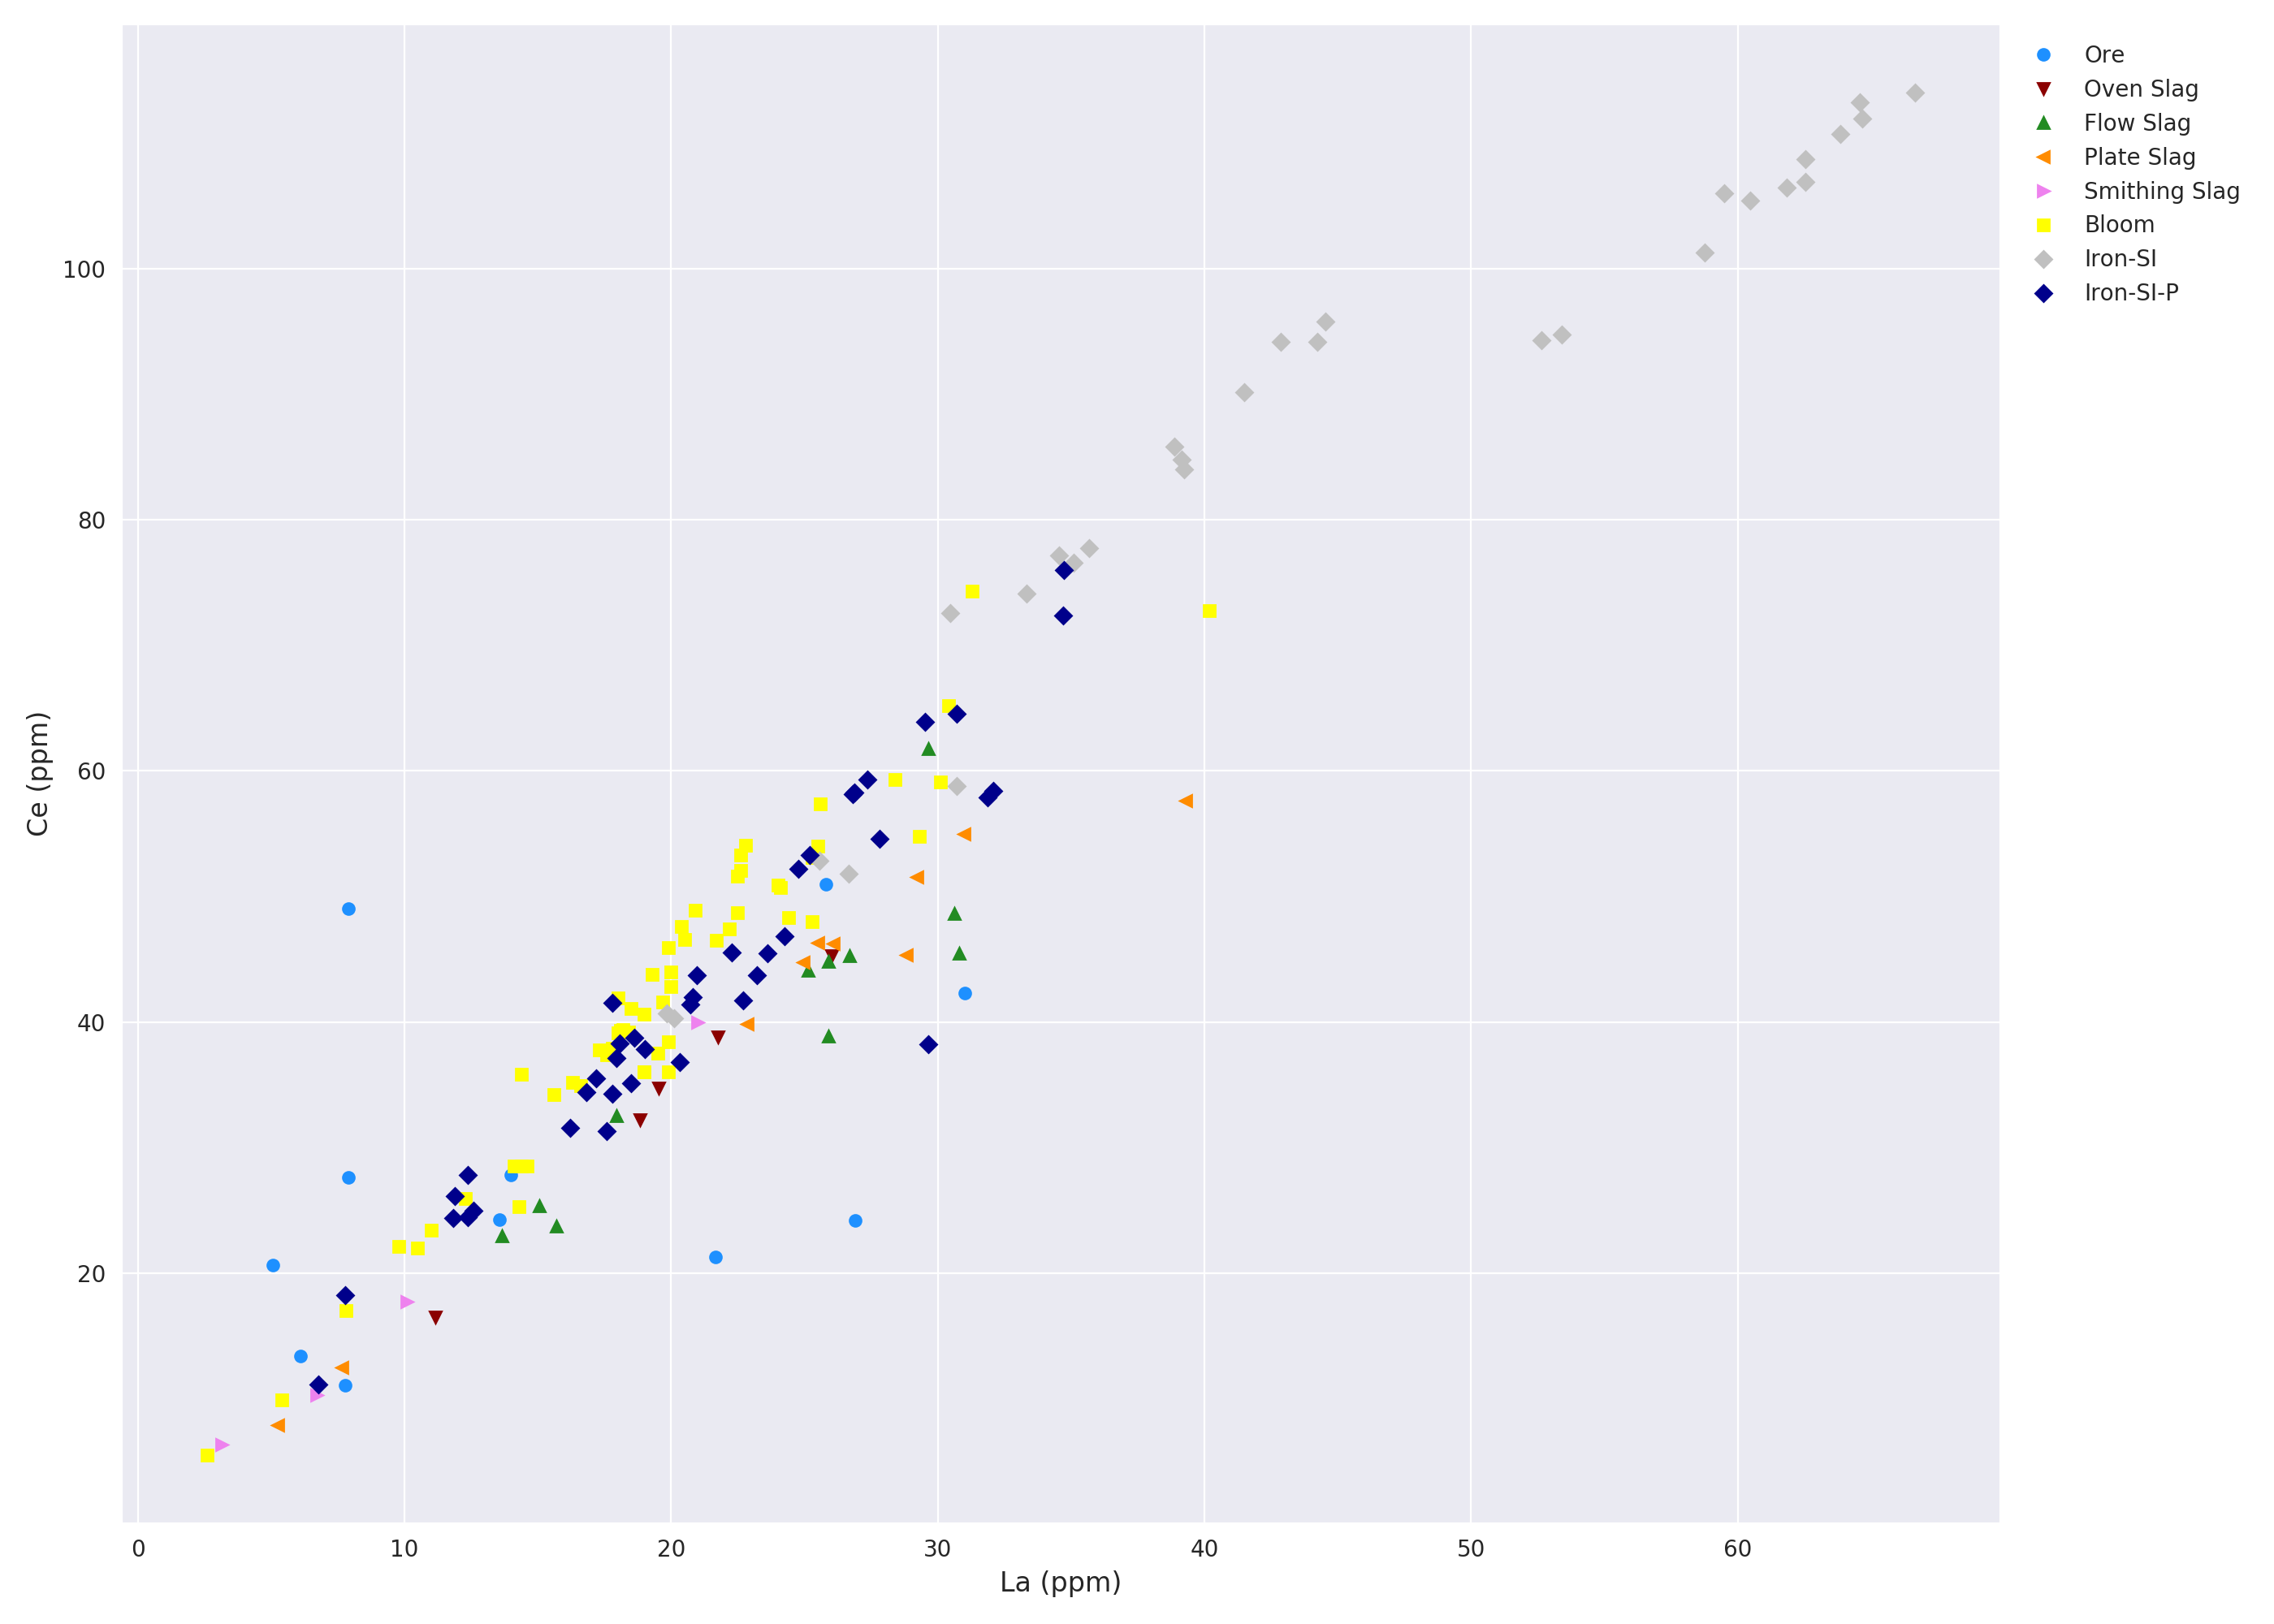 Ore
Oven Slag
Flow Slag
Plate Slag
Smithing Slag
Bloom
Iron-SI
Iron-SI-P
100
80
60
40
20
Ce (ppm)
0 10 20 30 40 50 60
La (ppm)